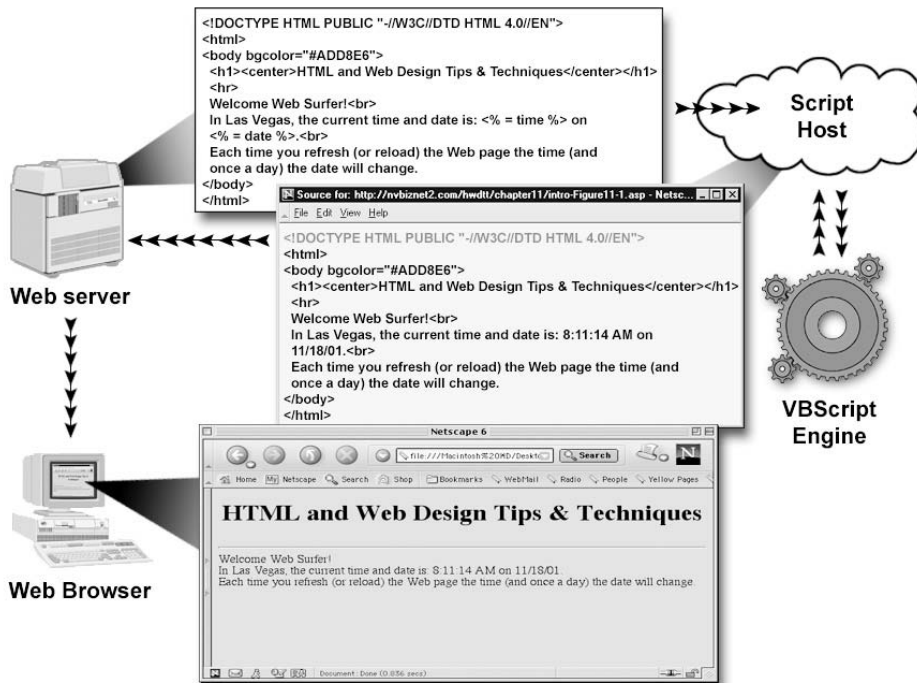 <!DOCTYPE HTML PUBLIC "-//W3C//DTD HTML 4.0//EN">
<html>
<body bgcolor="#ADD8E6">
<h1><center>HTML and Web Design Tips & Techniques</center></h1>
<hr>
Welcome Web Surfer!<br>
In Las Vegas, the current time and date is: <% = time %> on
<% = date %>.<br>
Each time you refresh (or reload) the Web page the time (and
once a day) the date will change.
</body>
</html>
Script
Host
Web server
Source for: http://nvbiznet2.com/hwdtt/chapter11/intro-Figure11-1.asp - Netsc...
File Edit View Help
<!DOCTYPE HTML PUBLIC "-//W3C//DTD HTML 4.0//EN">
<html>
<body bgcolor="#ADD8E6">
<h1><center>HTML and Web Design Tips & Techniques</center></h1>
<hr>
Welcome Web Surfer!<br>
In Las Vegas, the current time and date is: 8:11:14 AM on
11/18/01.<br>
Each time you refresh (or reload) the Web page the time (and
once a day) the date will change.
</body>
</html>
VBScript
Engine
Netscape 6
file:///Macintosh%20HD/Deskt
Search
N
Home My Netscape Search Shop Bookmarks WebMail Radio People Yellow Pages
HTML and Web Design Tips & Techniques
Welcome Web Surfer!
In Las Vegas, the current time and date is: 8:11:14 AM on 11/18/01.
Each time you refresh (or reload) the Web page the time (and once a day) the date will change.
Document: Done (0.836 secs)
Web Browser